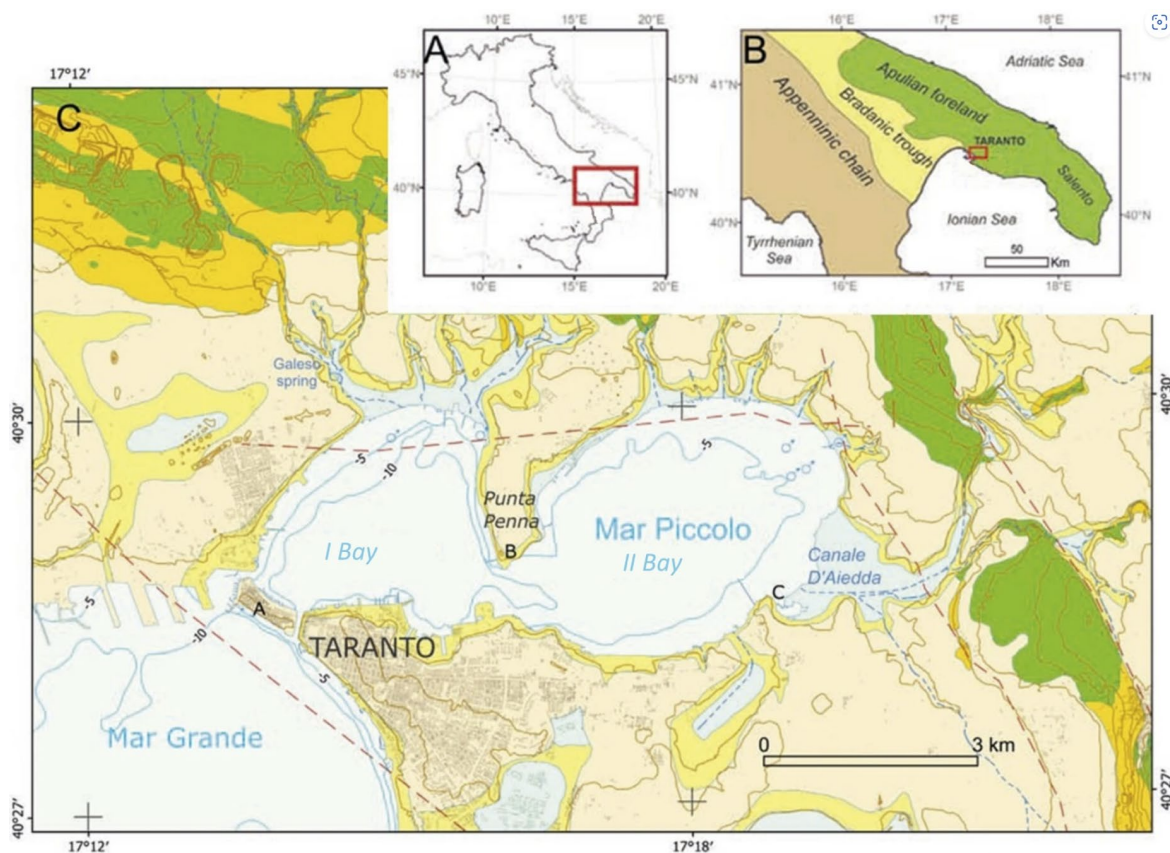 A
10°E
15°E
20°E
45°N
45°N
40°N
40°N
10°E
15°E
20°E
B
16°E
17°E
18°E
41°N
41°N
40°N
40°N
Adriatic Sea
Apulian foreland
Bradanic trough
Appenninic chain
TARANTO
Salento
Ionian Sea
Tyrrhenian
Sea
50
Km
16°E
17°E
18°E
17°12'
C
Galeso
spring
40°30'
40°30'
-5
-10
-5
Punta
Penna
B
I Bay
Mar Piccolo
II Bay
Canale
D'Aiedda
C
A
-5
-10
TARANTO
-5
Mar Grande
0
3 km
40°27'
40°27'
17°12'
17°18'